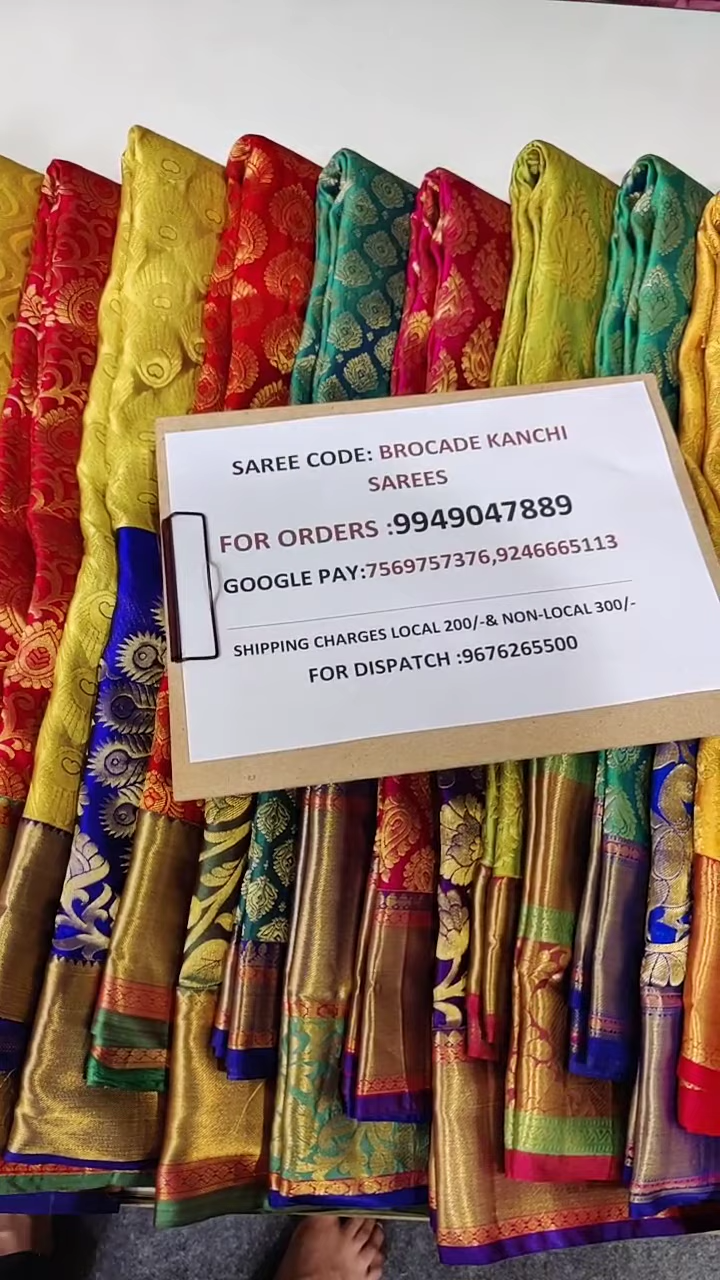 SAREE CODE: BROCADE KANCHI
SAREES
FOR ORDERS :9949047889
GOOGLE PAY:7569757376,9246665113
SHIPPING CHARGES LOCAL 200/-& NON-LOCAL 300/-
FOR DISPATCH :9676265500